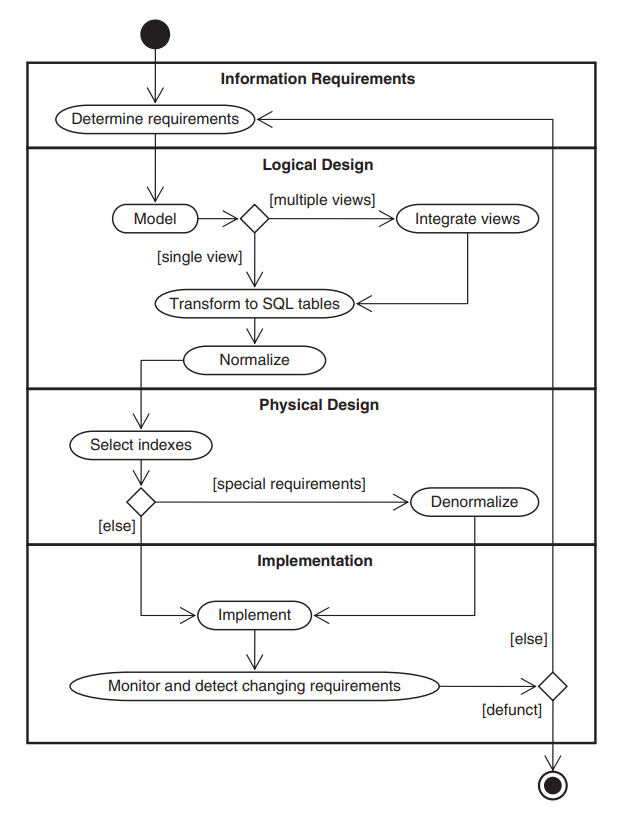 Information Requirements
Determine requirements
Logical Design
[multiple views]
Model
Integrate views
[single view]
Transform to SQL tables
Normalize
Physical Design
Select indexes
[special requirements]
Denormalize
[else]
Implementation
Implement
[else]
Monitor and detect changing requirements
[defunct]